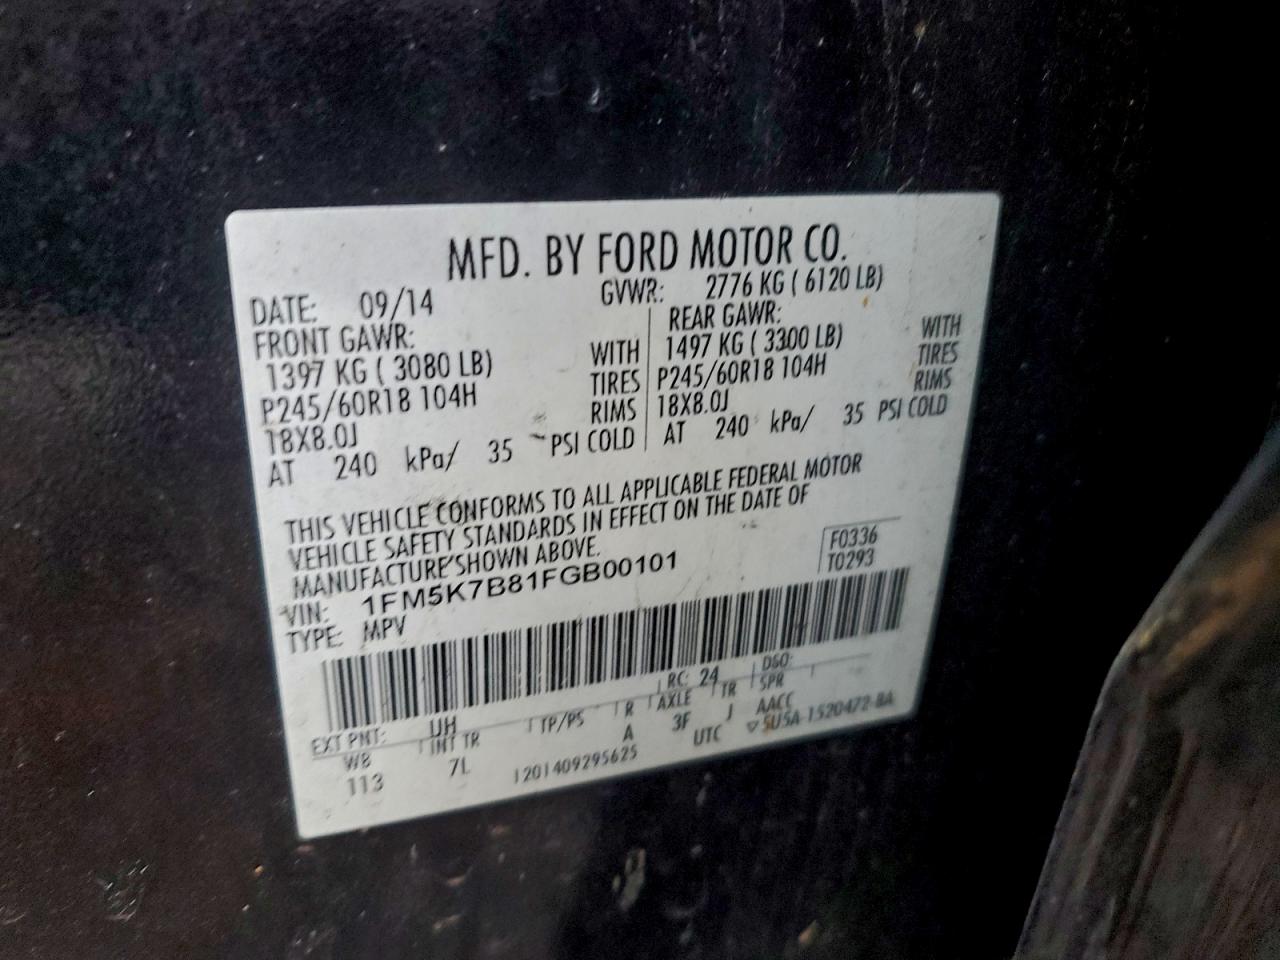 MFD. BY FORD MOTOR CO.
DATE: 09/14 GVWR: 2776 KG ( 6120 LB)
FRONT GAWR: REAR GAWR:
1397 KG ( 3080 LB) WITH 1497 KG ( 3300 LB) WITH
P245/60R18 104H TIRES P245/60R18 104H TIRES
18X8.0J RIMS 18X8.0J RIMS
AT 240 kPa/ 35 PSI COLD AT 240 kPa/ 35 PSI COLD
THIS VEHICLE CONFORMS TO ALL APPLICABLE FEDERAL MOTOR
VEHICLE SAFETY STANDARDS IN EFFECT ON THE DATE OF
MANUFACTURE SHOWN ABOVE.
F0336
T0293
VIN: 1FM5K7B81FGB00101
TYPE: MPV
EXT PNT: UH RC: 24 DSO:
WB INT TR TP/PS R AXLE TR SPR
113 7L A 3F J AACC
1201409295625 UTC ▽5U5A-1520472-BA